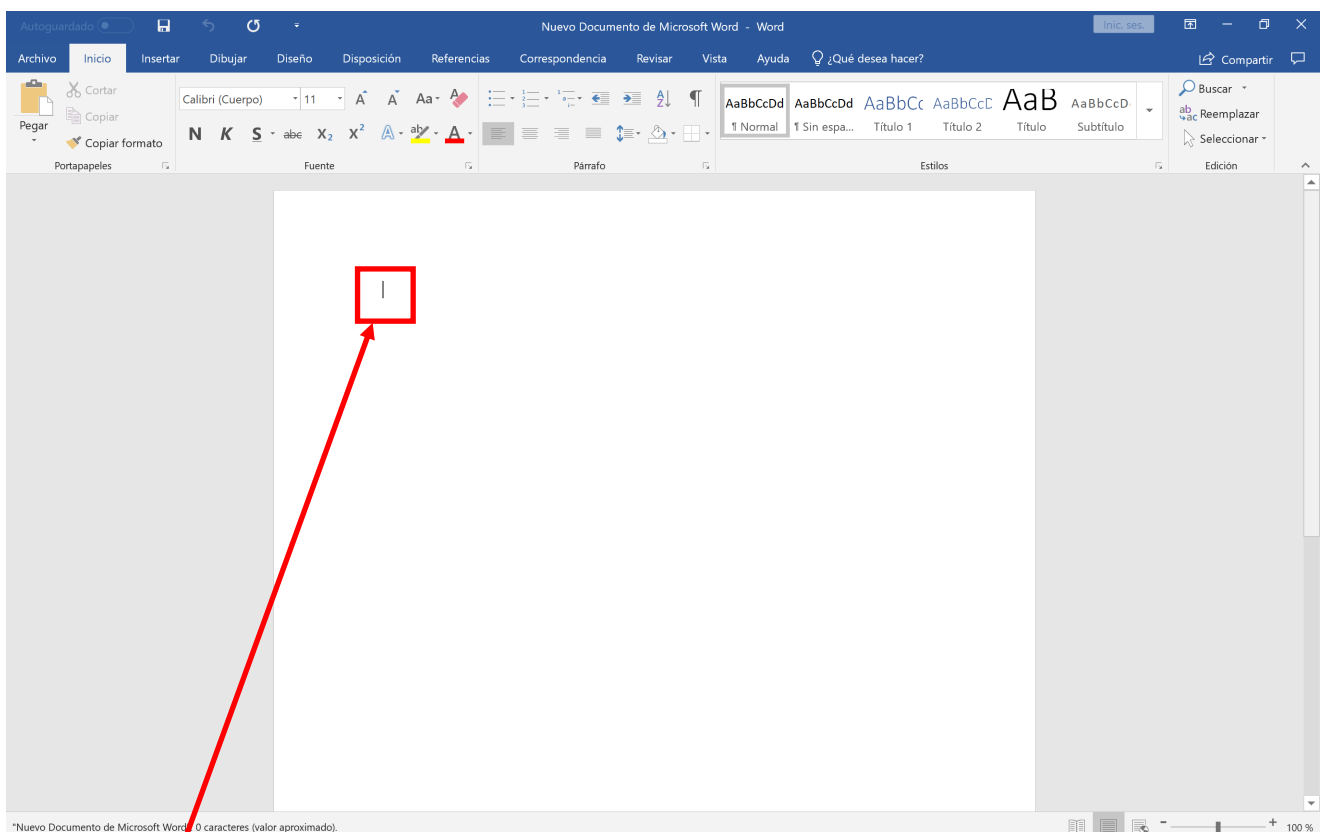 Autoguardado Nuevo Documento de Microsoft Word - Word Inic. ses.
Archivo Inicio Insertar Dibujar Diseño Disposición Referencias Correspondencia Revisar Vista Ayuda ¿Qué desea hacer? Compartir
Pegar
Cortar
Copiar
Copiar formato
Portapapeles
Calibri (Cuerpo) 11 A A Aa A
N K S abc X₂ X² A ab A
Fuente
Párrafo
AaBbCcDd AaBbCcDd AaBbCc AaBbCcC AaB AaBbCcD
¶ Normal ¶ Sin espa... Título 1 Título 2 Título Subtítulo
Estilos
Buscar
Reemplazar
Seleccionar
Edición
"Nuevo Documento de Microsoft Word": 0 caracteres (valor aproximado). 100 %